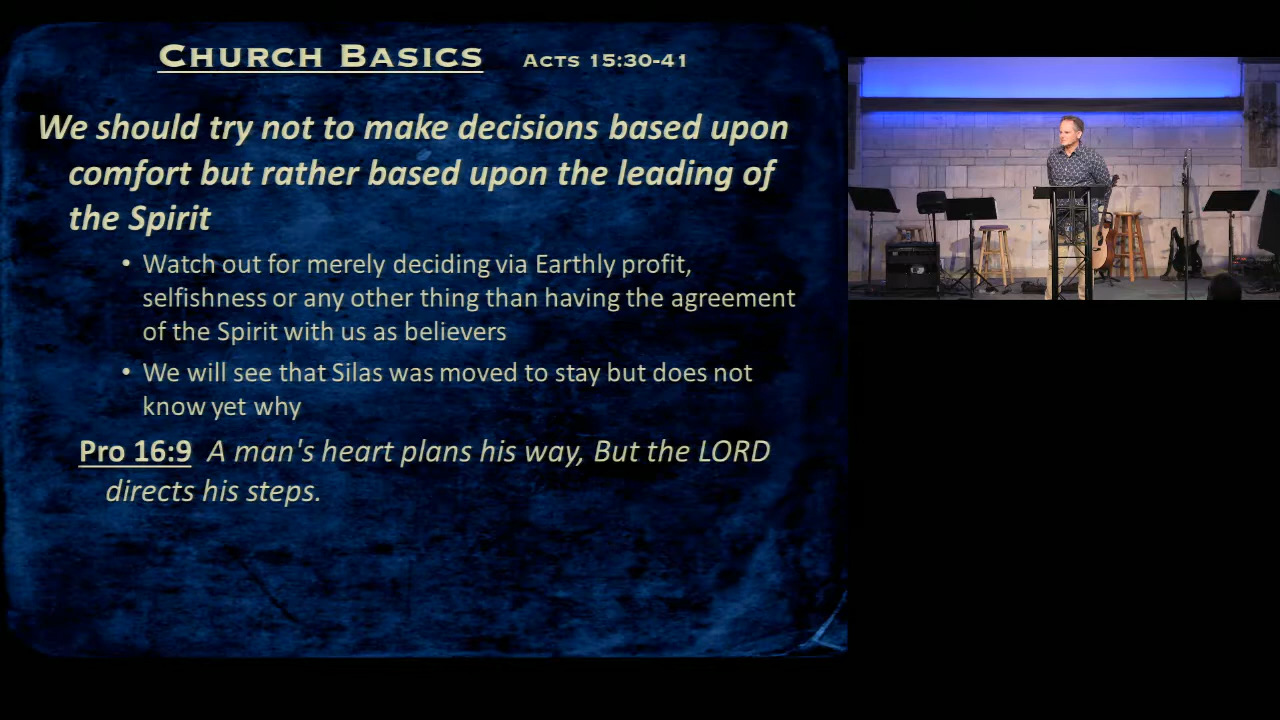 Church Basics Acts 15:30-41
We should try not to make decisions based upon
comfort but rather based upon the leading of
the Spirit
• Watch out for merely deciding via Earthly profit,
selfishness or any other thing than having the agreement
of the Spirit with us as believers
• We will see that Silas was moved to stay but does not
know yet why
Pro 16:9 A man's heart plans his way, But the LORD
directs his steps.